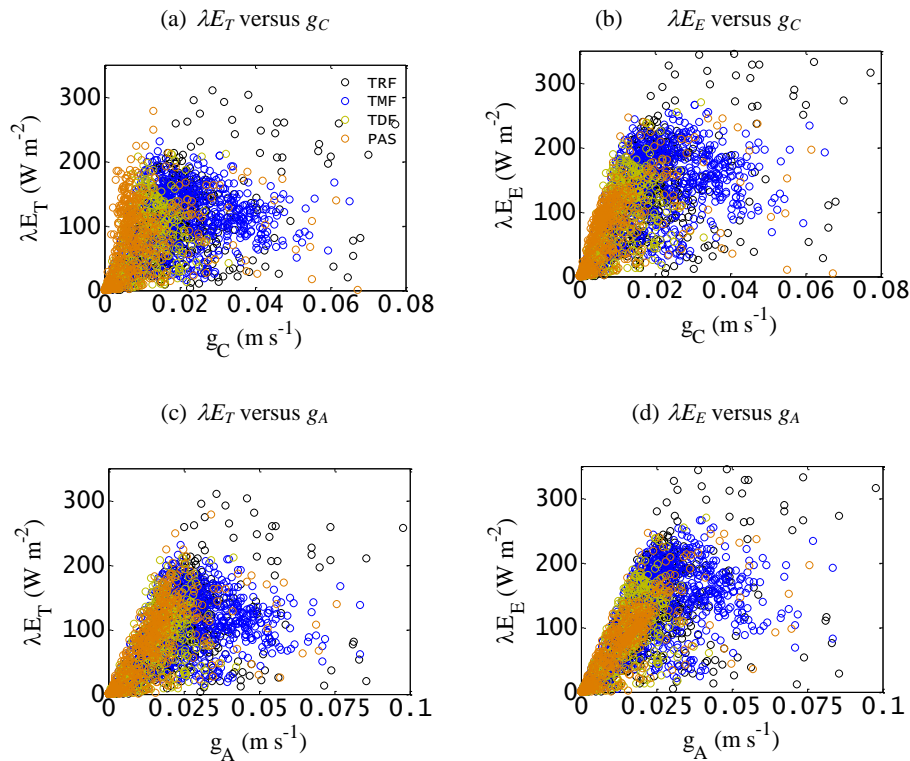 (a) λE_T versus g_C
(b) λE_E versus g_C
λE_T (W m⁻²)
300
200
100
0
TRF
TMF
TDF
PAS
0 0.02 0.04 0.06 0.08
g_C (m s⁻¹)
λE_E (W m⁻²)
300
200
100
0
0 0.02 0.04 0.06 0.08
g_C (m s⁻¹)
(c) λE_T versus g_A
(d) λE_E versus g_A
λE_T (W m⁻²)
300
200
100
0
0 0.025 0.05 0.075 0.1
g_A (m s⁻¹)
λE_E (W m⁻²)
300
200
100
0
0 0.025 0.05 0.075 0.1
g_A (m s⁻¹)